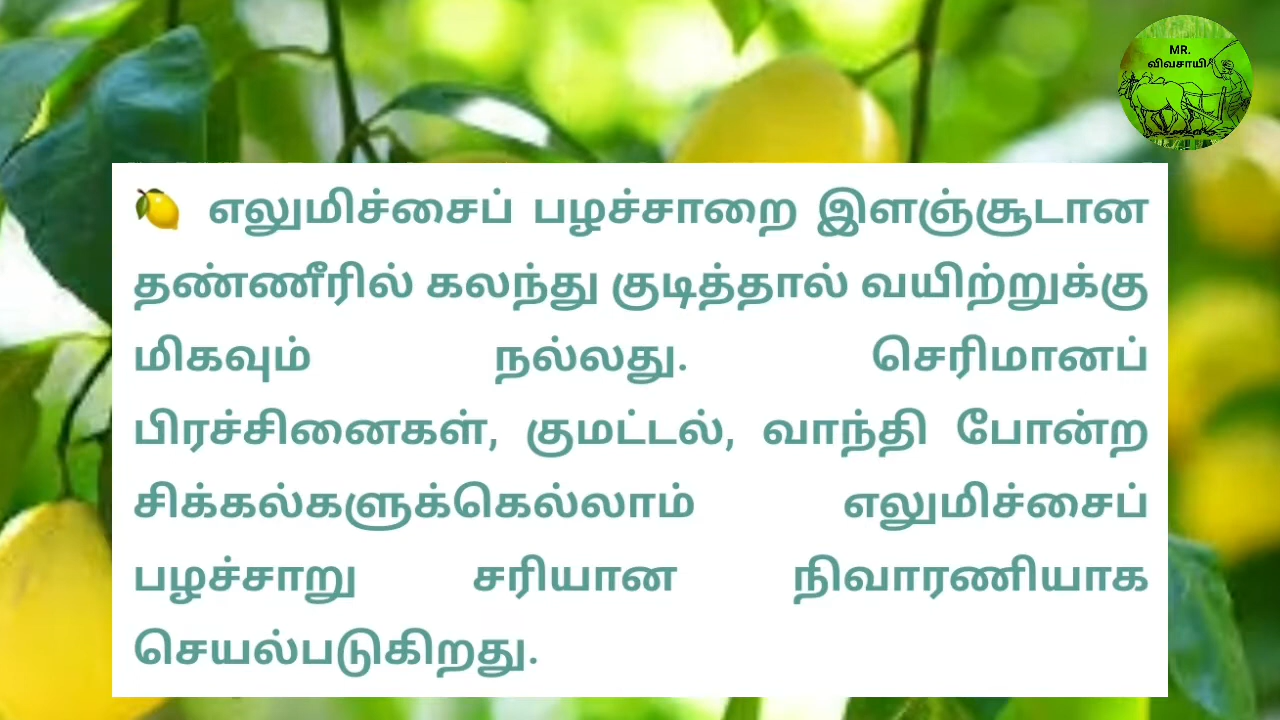 MR.
விவசாயி
🍋 எலுமிச்சைப் பழச்சாறை இளஞ்சூடான
தண்ணீரில் கலந்து குடித்தால் வயிற்றுக்கு
மிகவும் நல்லது. செரிமானப்
பிரச்சினைகள், குமட்டல், வாந்தி போன்ற
சிக்கல்களுக்கெல்லாம் எலுமிச்சைப்
பழச்சாறு சரியான நிவாரணியாக
செயல்படுகிறது.